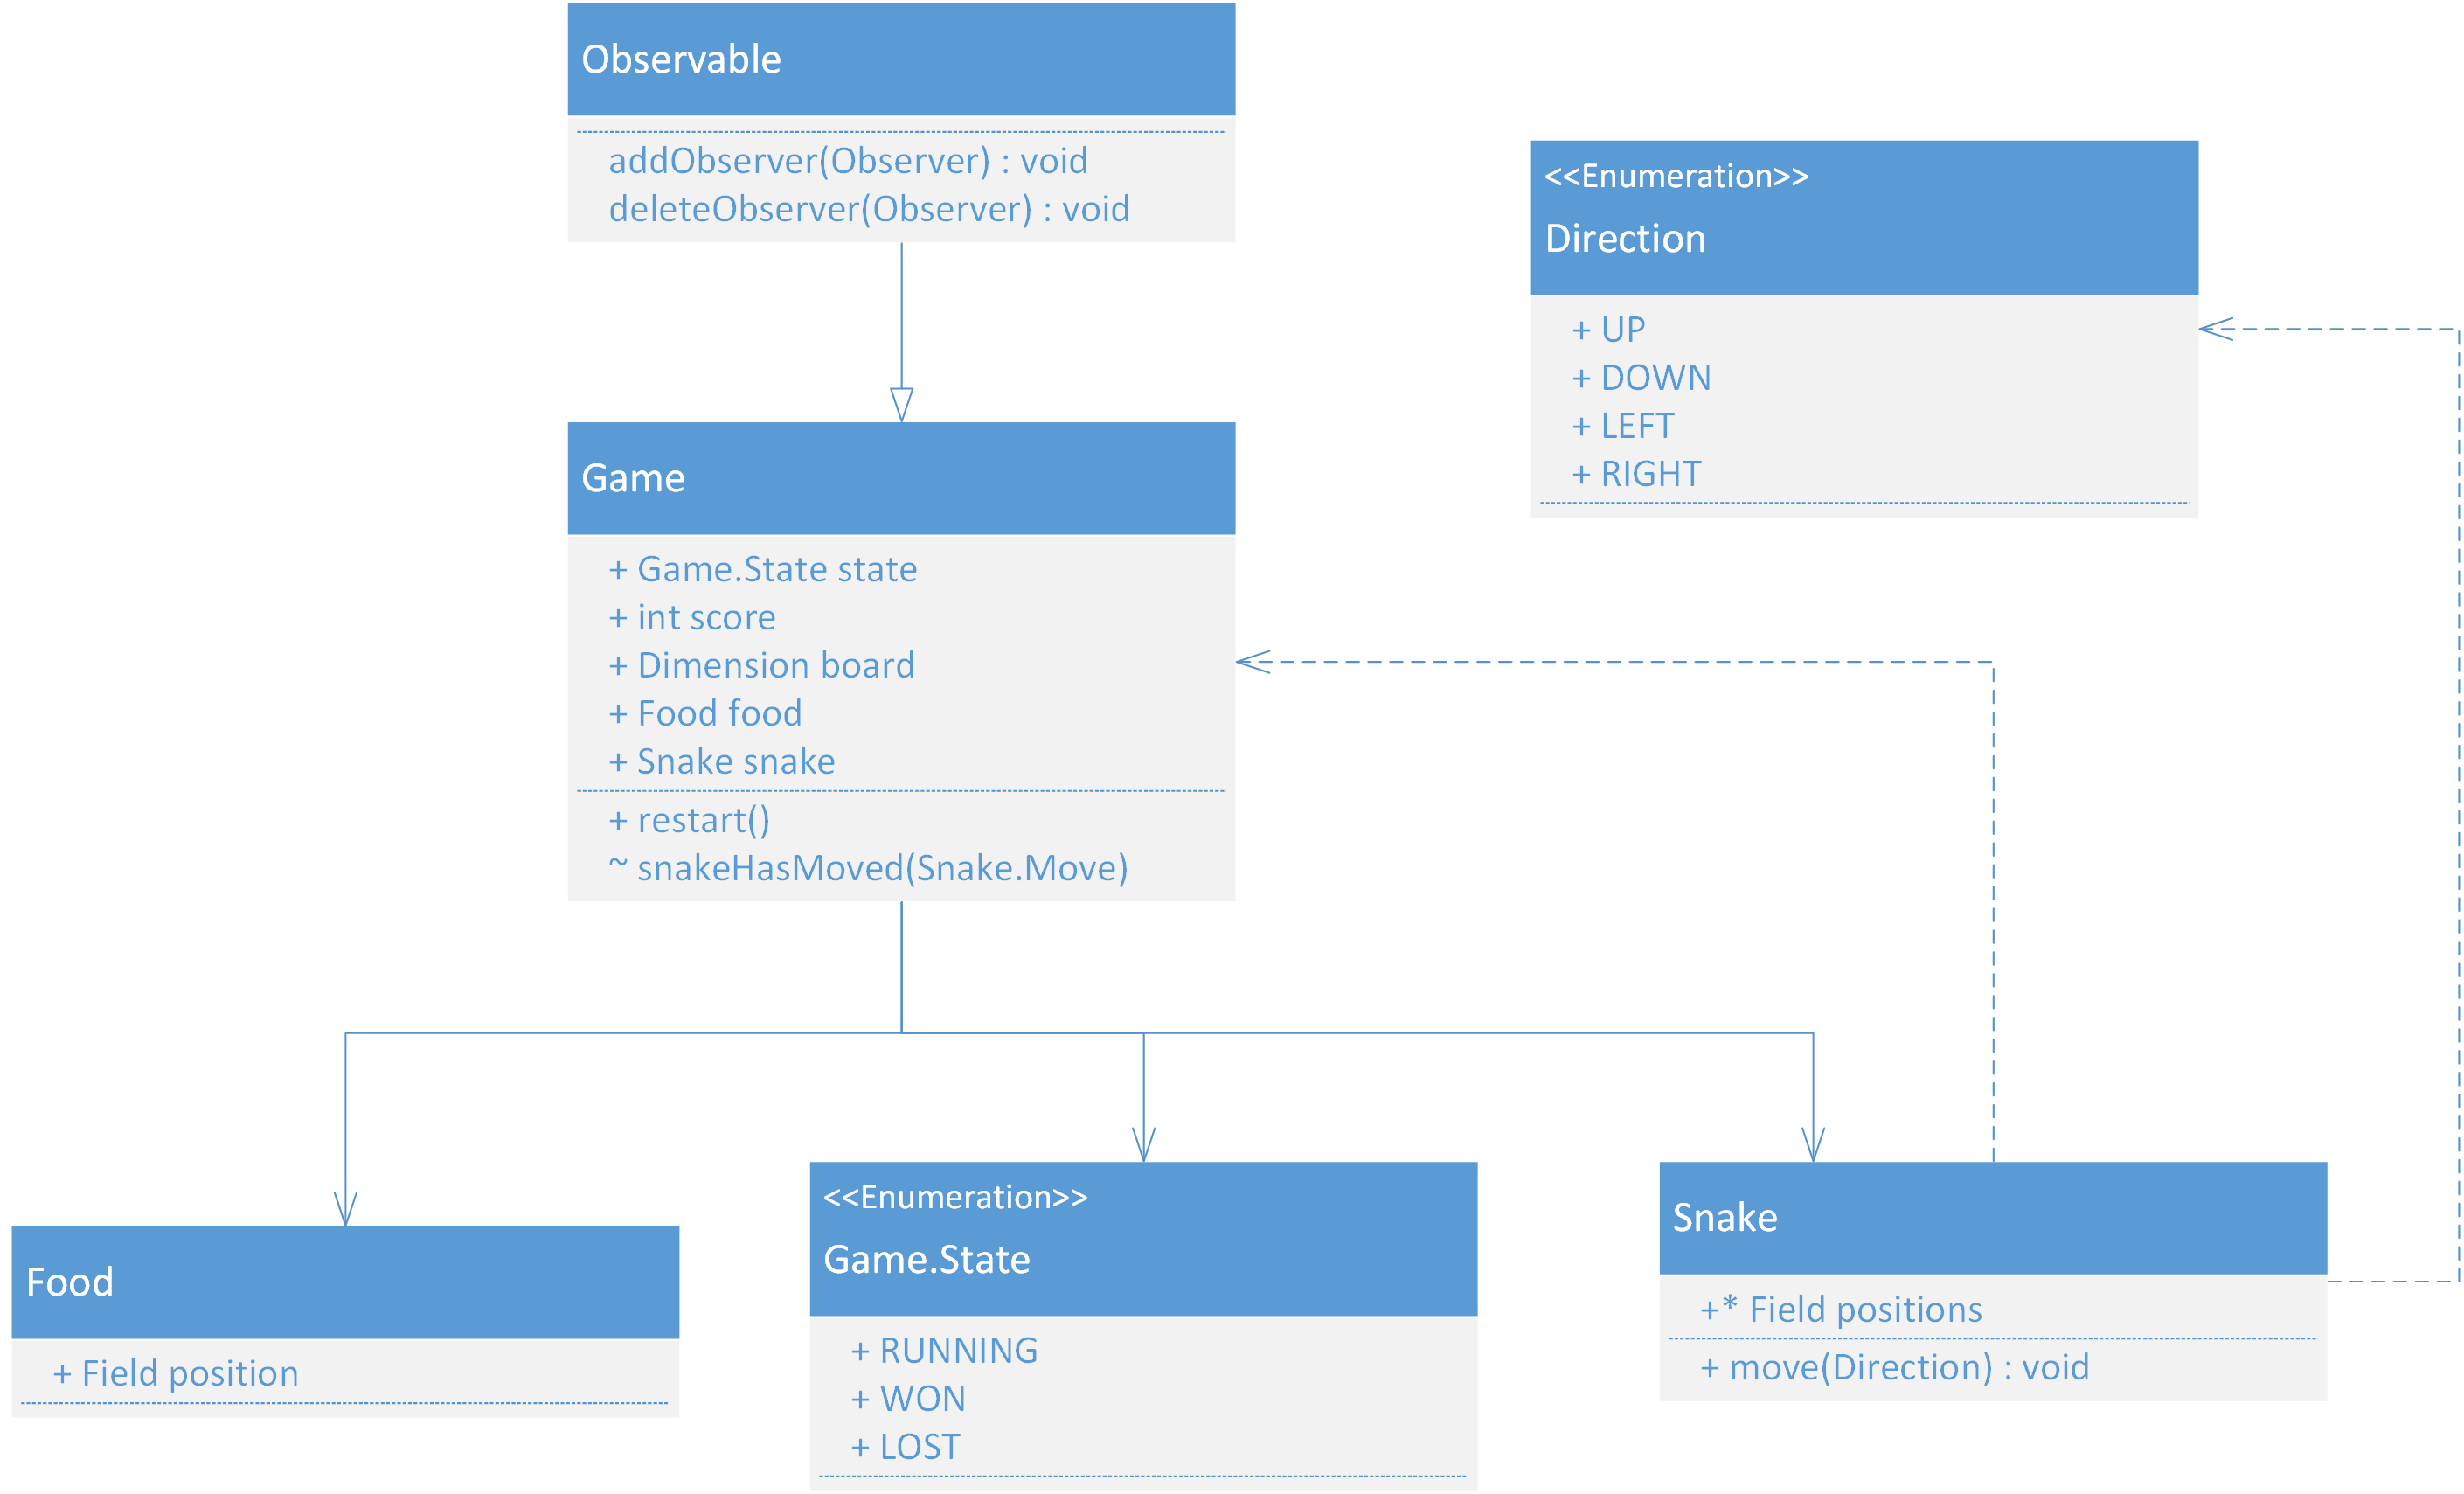 Observable
addObserver(Observer) : void
deleteObserver(Observer) : void
<<Enumeration>>
Direction
+ UP
+ DOWN
+ LEFT
+ RIGHT
Game
+ Game.State state
+ int score
+ Dimension board
+ Food food
+ Snake snake
+ restart()
~ snakeHasMoved(Snake.Move)
Food
+ Field position
<<Enumeration>>
Game.State
+ RUNNING
+ WON
+ LOST
Snake
+* Field positions
+ move(Direction) : void